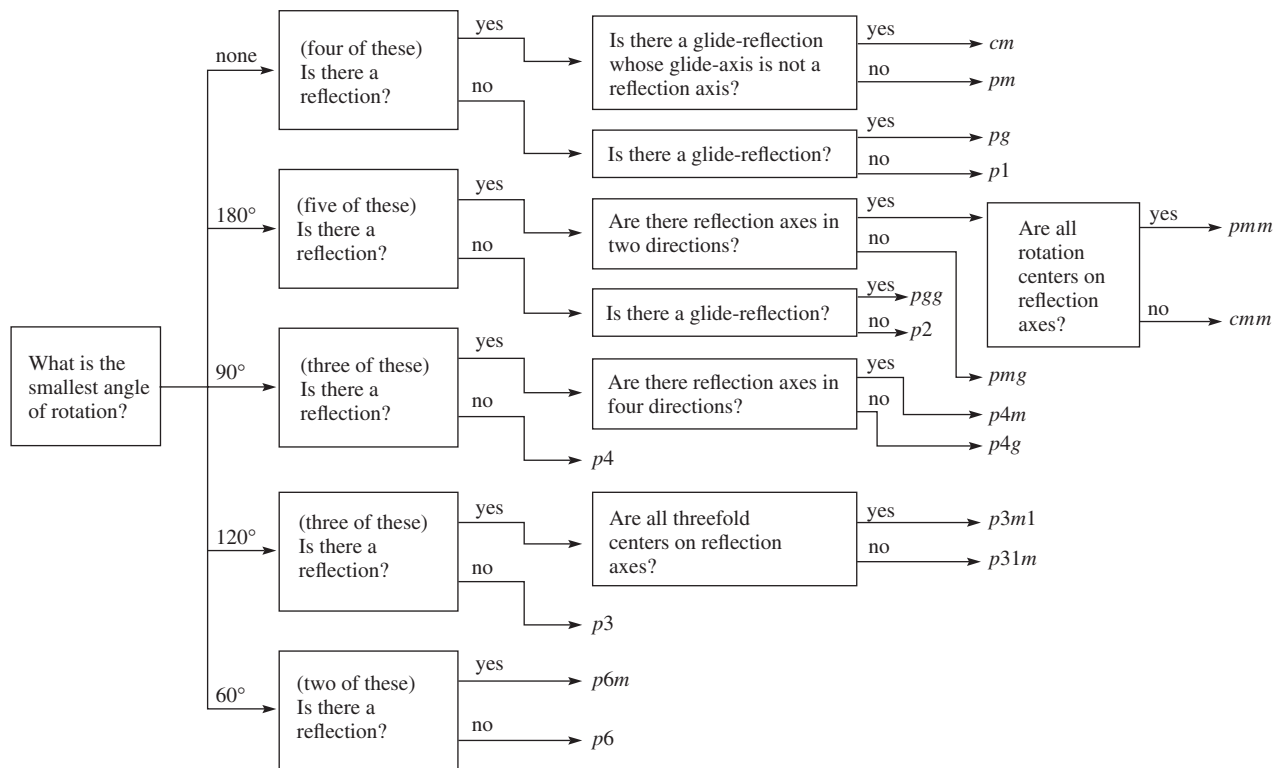 What is the
smallest angle
of rotation?
none
(four of these)
Is there a
reflection?
yes
Is there a glide-reflection
whose glide-axis is not a
reflection axis?
yes
cm
no
pm
no
Is there a glide-reflection?
yes
pg
no
p1
180°
(five of these)
Is there a
reflection?
yes
Are there reflection axes in
two directions?
yes
Are all
rotation
centers on
reflection
axes?
yes
pmm
no
cmm
no
pmg
no
Is there a glide-reflection?
yes
pgg
no
p2
90°
(three of these)
Is there a
reflection?
yes
Are there reflection axes in
four directions?
yes
p4m
no
p4g
no
p4
120°
(three of these)
Is there a
reflection?
yes
Are all threefold
centers on reflection
axes?
yes
p3m1
no
p31m
no
p3
60°
(two of these)
Is there a
reflection?
yes
p6m
no
p6